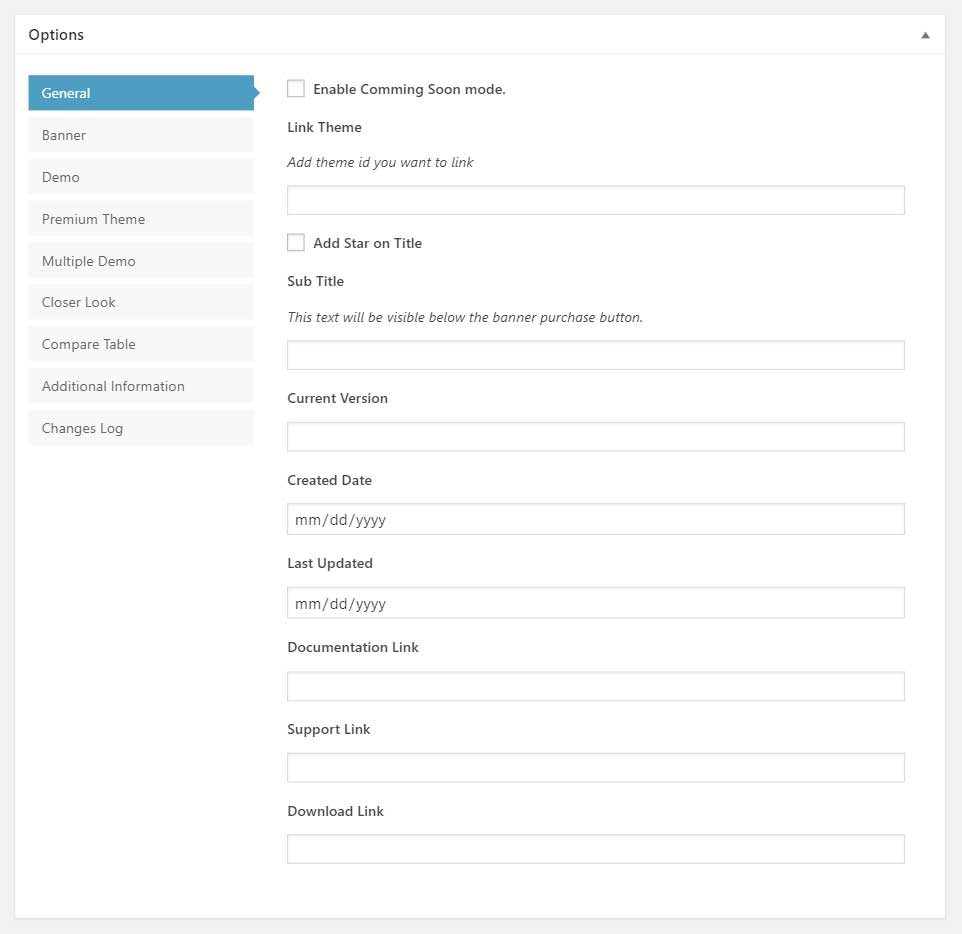 Options
General
Banner
Demo
Premium Theme
Multiple Demo
Closer Look
Compare Table
Additional Information
Changes Log
Enable Comming Soon mode.
Link Theme
Add theme id you want to link
Add Star on Title
Sub Title
This text will be visible below the banner purchase button.
Current Version
Created Date
mm/dd/yyyy
Last Updated
mm/dd/yyyy
Documentation Link
Support Link
Download Link